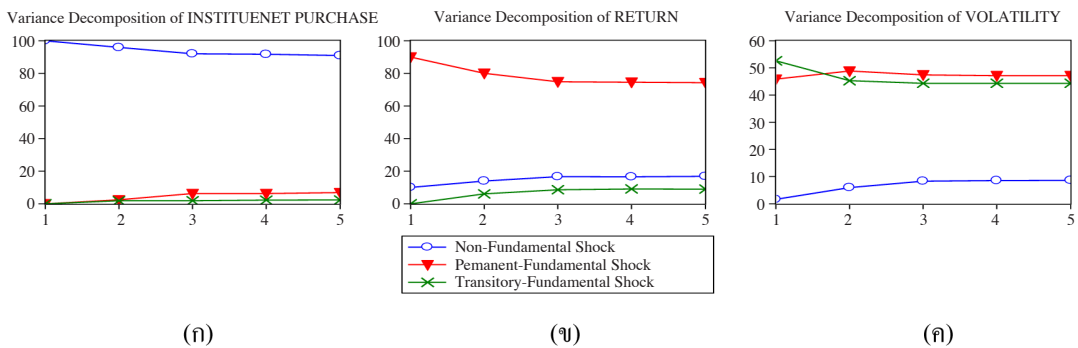 Variance Decomposition of INSTITUENET PURCHASE
100
80
60
40
20
0
1 2 3 4 5
Variance Decomposition of RETURN
100
80
60
40
20
0
1 2 3 4 5
Variance Decomposition of VOLATILITY
60
50
40
30
20
10
0
1 2 3 4 5
Non-Fundamental Shock
Pemanent-Fundamental Shock
Transitory-Fundamental Shock
(ก) (ข) (ค)